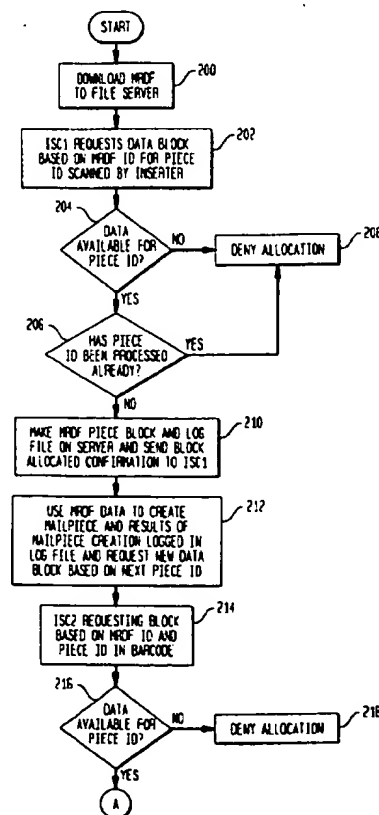 START
DOWNLOAD MRDF
TO FILE SERVER
200
ISC1 REQUESTS DATA BLOCK
BASED ON MRDF ID FOR PIECE
ID SCANNED BY INSERTER
202
204
DATA
AVAILABLE FOR
PIECE ID?
NO
DENY ALLOCATION
208
YES
206
HAS PIECE
ID BEEN PROCESSED
ALREADY?
YES
NO
MAKE MRDF PIECE BLOCK AND LOG
FILE ON SERVER AND SEND BLOCK
ALLOCATED CONFIRMATION TO ISC1
210
USE MRDF DATA TO CREATE
MAILPIECE AND RESULTS OF
MAILPIECE CREATION LOGGED IN
LOG FILE AND REQUEST NEW DATA
BLOCK BASED ON NEXT PIECE ID
212
ISC2 REQUESTING BLOCK
BASED ON MRDF ID AND
PIECE ID IN BARCODE
214
216
DATA
AVAILABLE FOR
PIECE ID?
NO
DENY ALLOCATION
218
YES
A